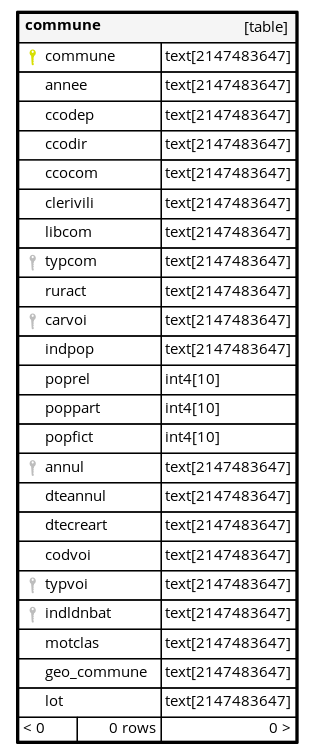 commune [table]
commune text[2147483647]
annee text[2147483647]
ccodep text[2147483647]
ccodir text[2147483647]
ccocom text[2147483647]
clerivili text[2147483647]
libcom text[2147483647]
typcom text[2147483647]
ruract text[2147483647]
carvoi text[2147483647]
indpop text[2147483647]
poprel int4[10]
poppart int4[10]
popfict int4[10]
annul text[2147483647]
dteannul text[2147483647]
dtecreart text[2147483647]
codvoi text[2147483647]
typvoi text[2147483647]
indldnbat text[2147483647]
motclas text[2147483647]
geo_commune text[2147483647]
lot text[2147483647]
< 0 0 rows 0 >